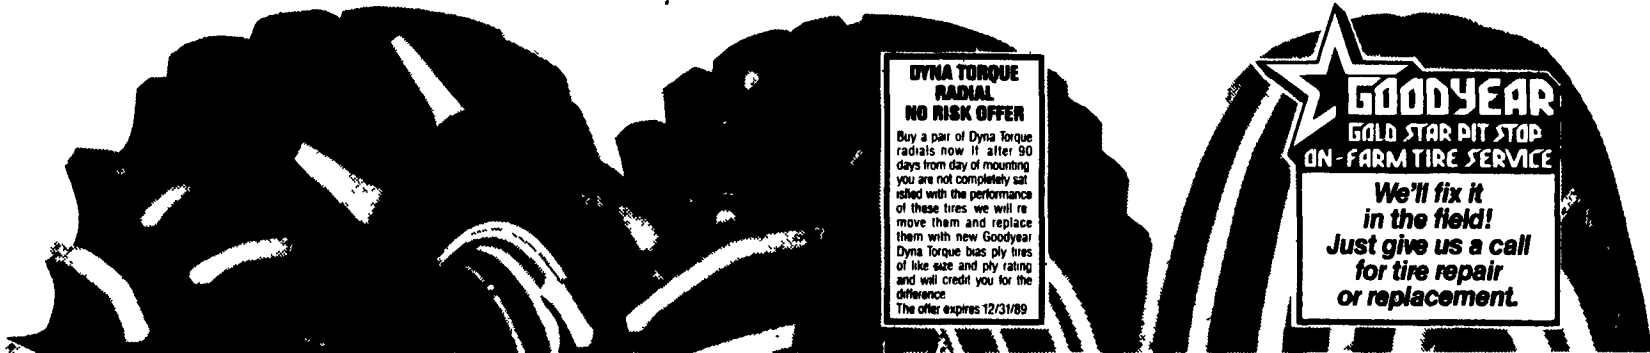 DYNA TORQUE
RADIAL
NO RISK OFFER
Buy a pair of Dyna Torque
radials now If after 90
days from day of mounting
you are not completely sat
isfied with the performance
of these tires we will re
move them and replace
them with new Goodyear
Dyna Torque bias ply tires
of like size and ply rating
and will credit you for the
difference
The offer expires 12/31/89
GOODYEAR
GOLD STAR PIT STOP
ON-FARM TIRE SERVICE
We'll fix it
in the field!
Just give us a call
for tire repair
or replacement.